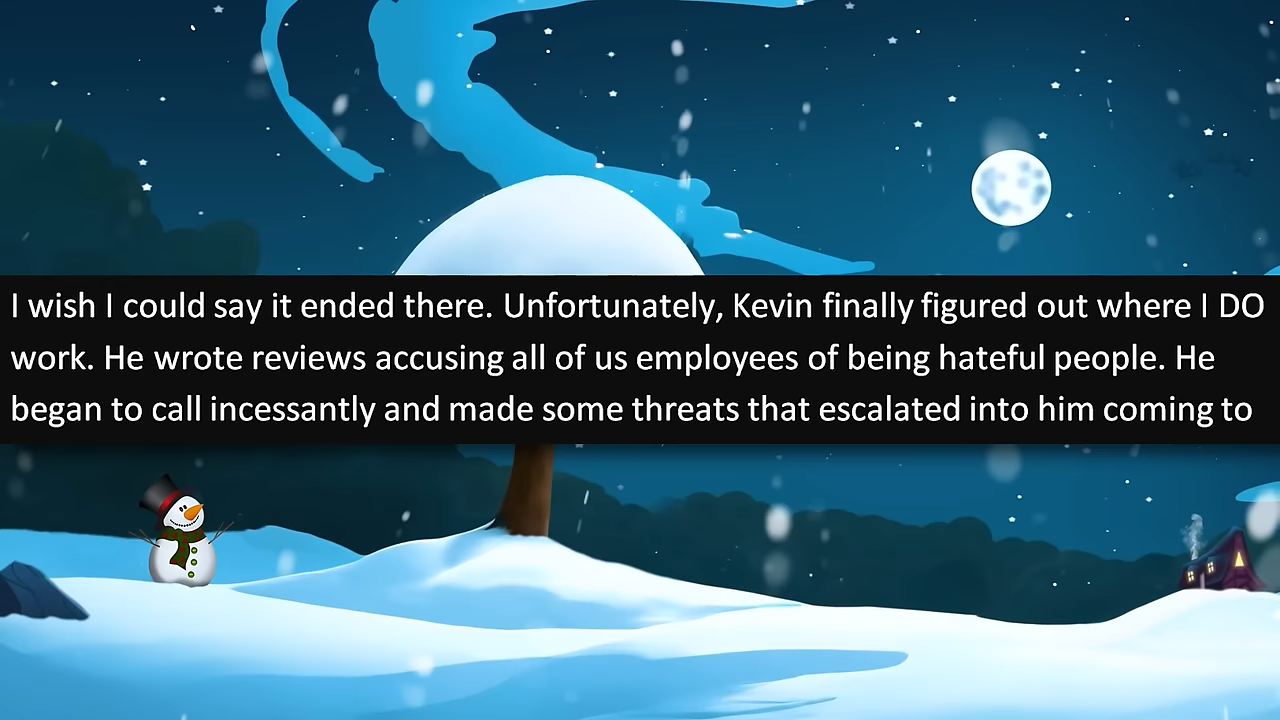 I wish I could say it ended there. Unfortunately, Kevin finally figured out where I DO
work. He wrote reviews accusing all of us employees of being hateful people. He
began to call incessantly and made some threats that escalated into him coming to